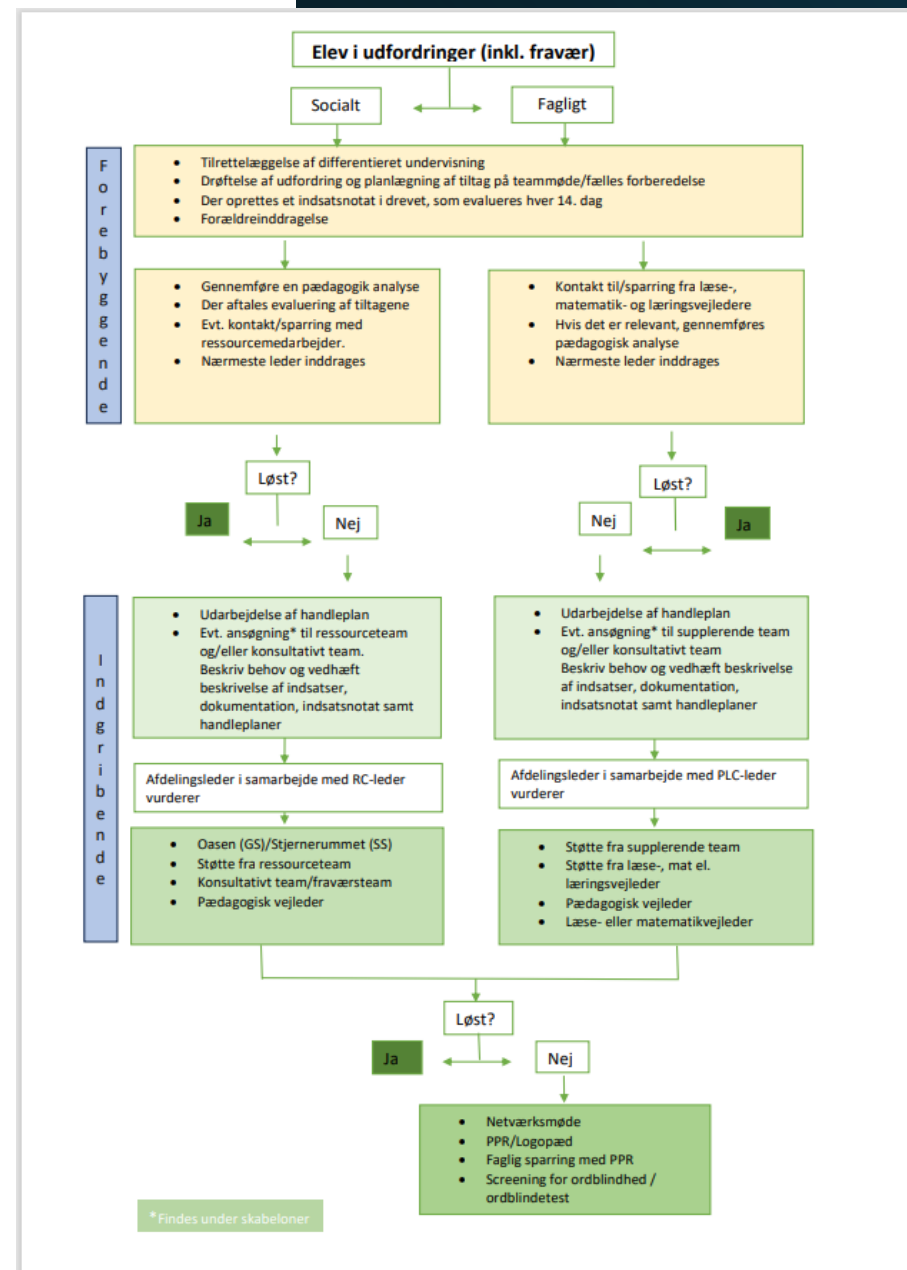 Elev i udfordringer (inkl. fravær)
Socialt
Fagligt
Forebyggende
• Tilrettelæggelse af differentieret undervisning
• Drøftelse af udfordring og planlægning af tiltag på teammøde/fælles forberedelse
• Der oprettes et indsatsnotat i drevet, som evalueres hver 14. dag
• Forældreinddragelse
• Gennemføre en pædagogik analyse
• Der aftales evaluering af tiltagene
• Evt. kontakt/sparring med
ressourcemedarbejder.
• Nærmeste leder inddrages
• Kontakt til/sparring fra læse-,
matematik- og læringsvejledere
• Hvis det er relevant, gennemføres
pædagogisk analyse
• Nærmeste leder inddrages
Løst?
Ja
Nej
Løst?
Nej
Ja
Indgribende
• Udarbejdelse af handleplan
• Evt. ansøgning* til ressourceteam
og/eller konsultativt team.
Beskriv behov og vedhæft
beskrivelse af indsatser,
dokumentation, indsatsnotat samt
handleplaner
• Udarbejdelse af handleplan
• Evt. ansøgning* til supplerende team
og/eller konsultativt team
Beskriv behov og vedhæft beskrivelse
af indsatser, dokumentation,
indsatsnotat samt handleplaner
Afdelingsleder i samarbejde med RC-leder
vurderer
Afdelingsleder i samarbejde med PLC-leder
vurderer
• Oasen (GS)/Stjernerummet (SS)
• Støtte fra ressourceteam
• Konsultativt team/fraværsteam
• Pædagogisk vejleder
• Støtte fra supplerende team
• Støtte fra læse-, mat el.
læringsvejleder
• Pædagogisk vejleder
• Læse- eller matematikvejleder
Løst?
Ja
Nej
• Netværksmøde
• PPR/Logopæd
• Faglig sparring med PPR
• Screening for ordblindhed /
ordblindetest
*Findes under skabeloner